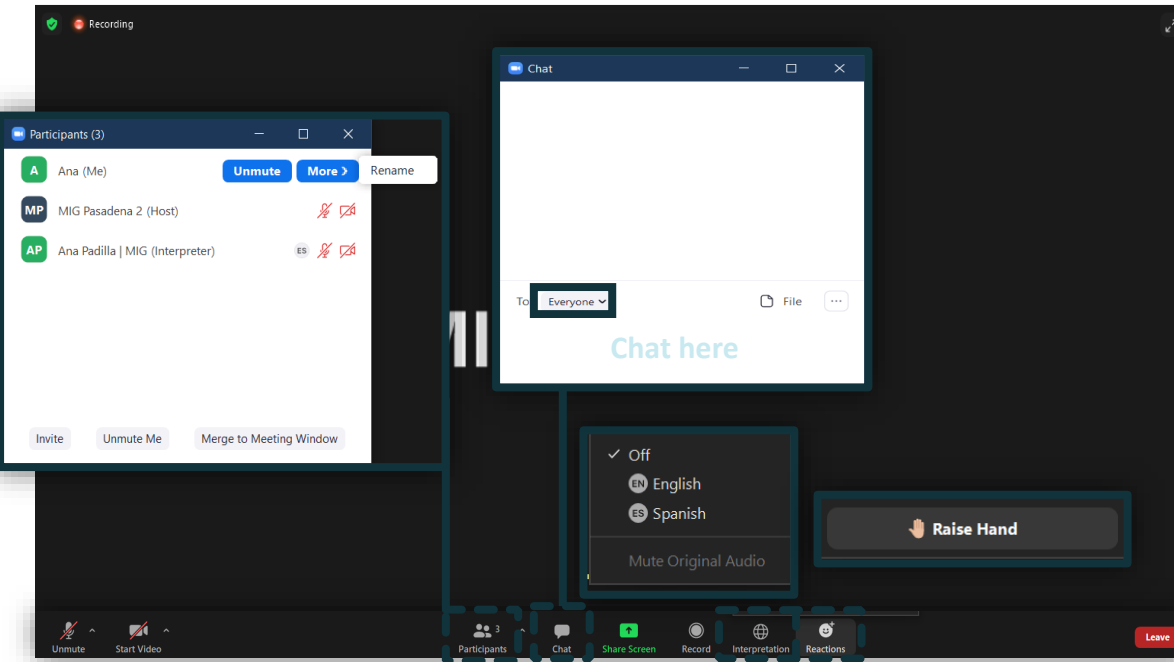 Recording
Chat
Participants (3)
A Ana (Me) Unmute More > Rename
MP MIG Pasadena 2 (Host)
AP Ana Padilla | MIG (Interpreter) ES
To Everyone File ...
MI
Chat here
Invite Unmute Me Merge to Meeting Window
Off
EN English
ES Spanish
Mute Original Audio
Raise Hand
Unmute Start Video Participants 3 Chat Share Screen Record Interpretation Reactions Leave